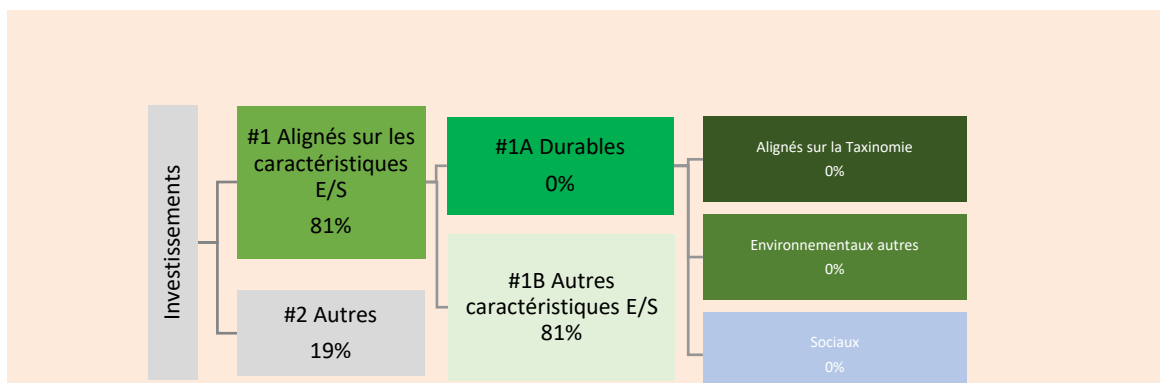 Investissements
#1 Alignés sur les
caractéristiques
E/S
81%
#2 Autres
19%
#1A Durables
0%
#1B Autres
caractéristiques E/S
81%
Alignés sur la Taxinomie
0%
Environnementaux autres
0%
Sociaux
0%